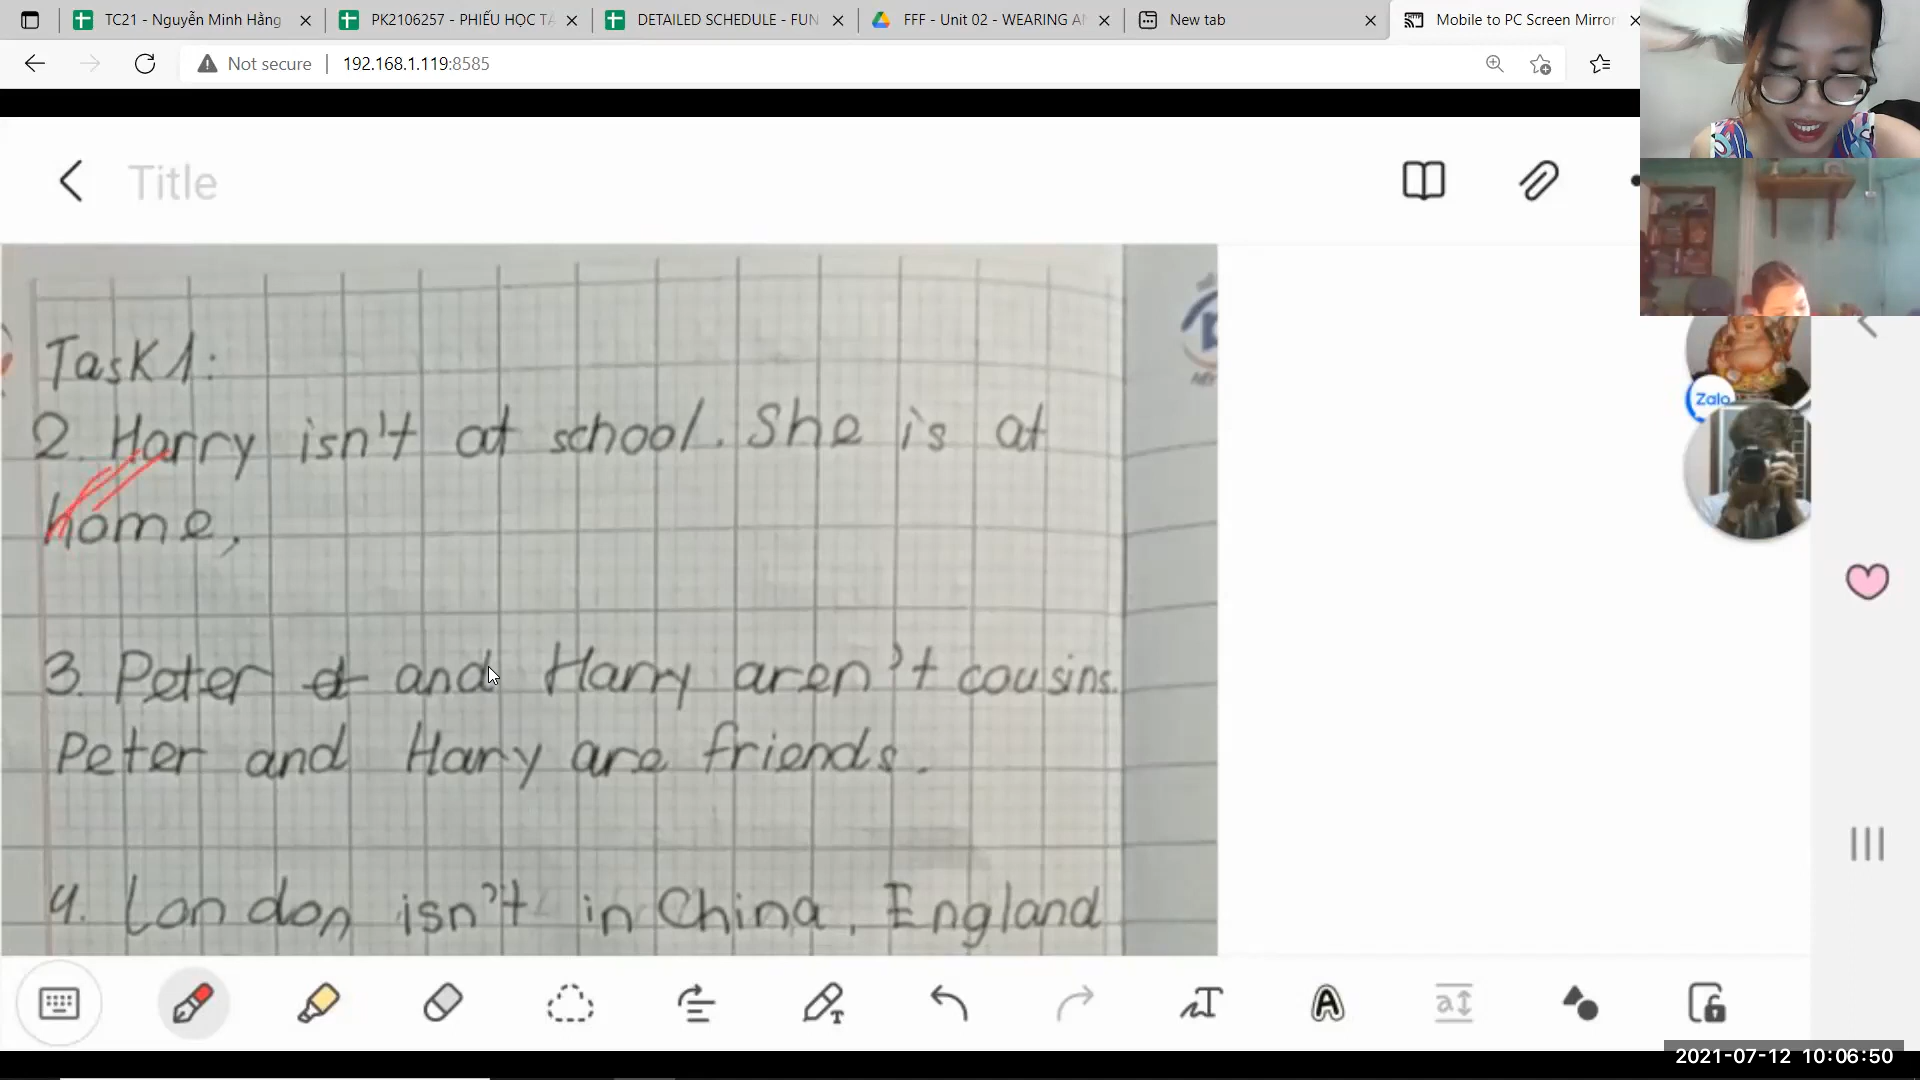 TC21 - Nguyễn Minh Hằng
PK2106257 - PHIẾU HỌC TẬ
DETAILED SCHEDULE - FUN
FFF - Unit 02 - WEARING A
New tab
Mobile to PC Screen Mirror
Not secure
192.168.1.119:8585
Title
Task 1:
2. Harry isn't at school. She is at
home,
3. Peter and Harry aren't cousins.
Peter and Hary are friends.
4. London isn't in China. England
Zalo
2021-07-12 10:06:50